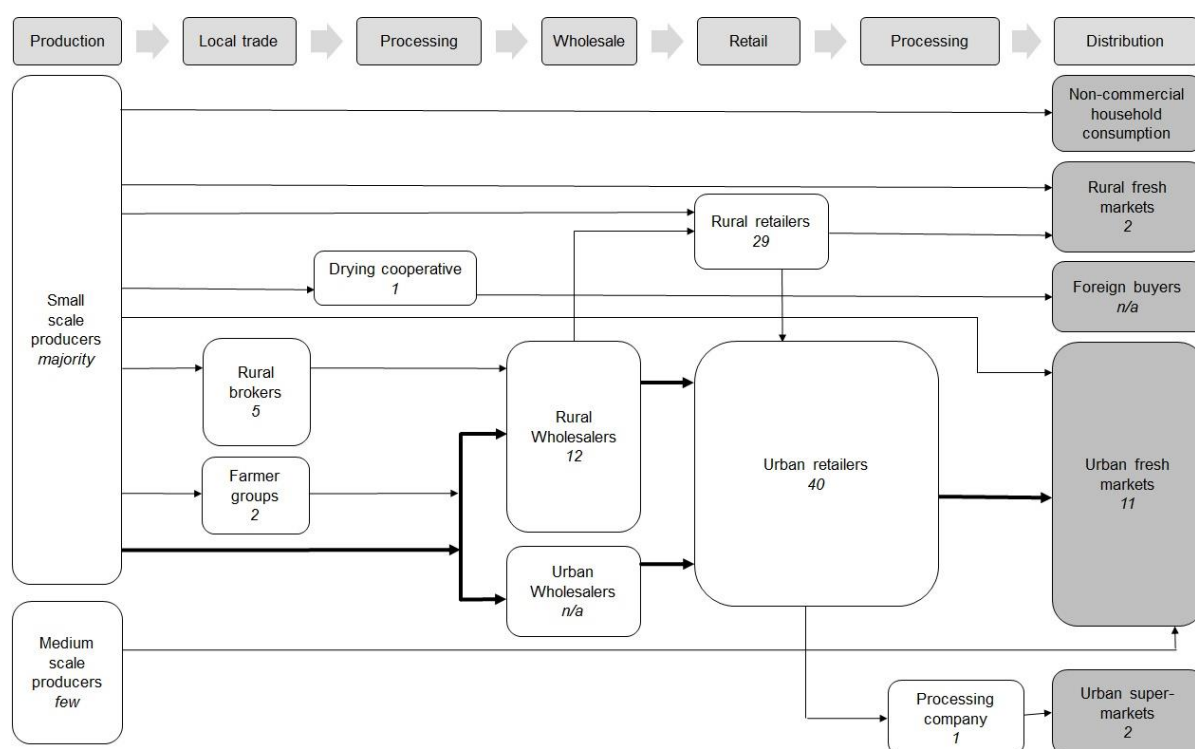 Production
Local trade
Processing
Wholesale
Retail
Processing
Distribution
Non-commercial
household
consumption
Rural fresh
markets
2
Rural retailers
29
Drying cooperative
1
Foreign buyers
n/a
Small
scale
producers
majority
Rural
brokers
5
Rural
Wholesalers
12
Urban retailers
40
Urban fresh
markets
11
Farmer
groups
2
Urban
Wholesalers
n/a
Medium
scale
producers
few
Processing
company
1
Urban super-
markets
2